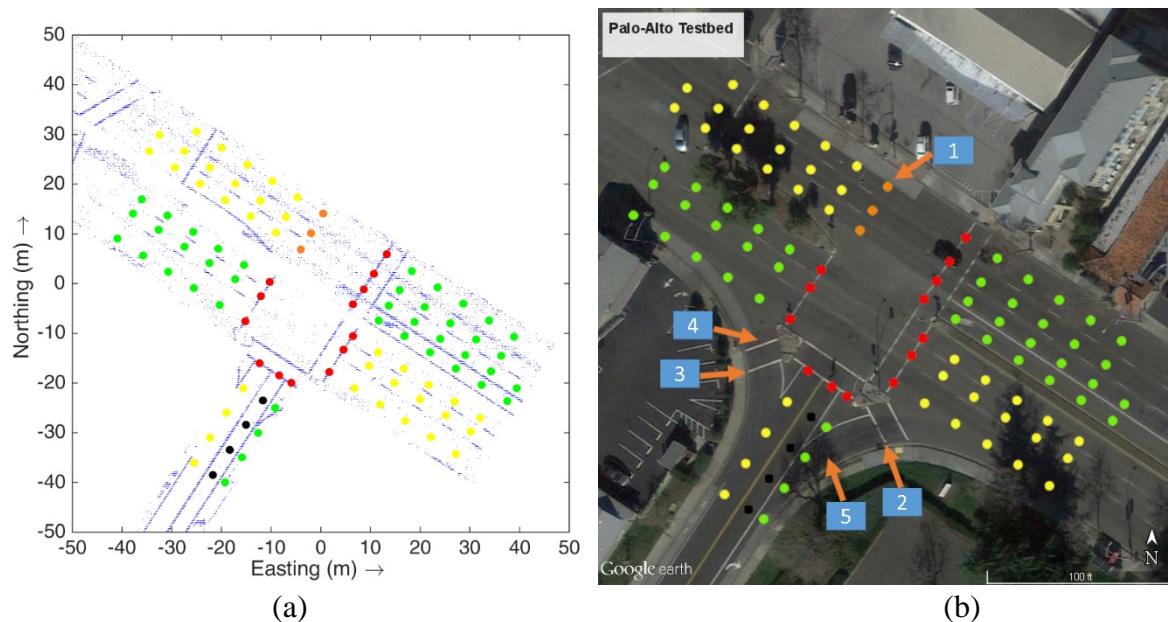 50
40
30
20
10
0
-10
-20
-30
-40
-50
Northing (m) →
-50 -40 -30 -20 -10 0 10 20 30 40 50
Easting (m) →
(a)
Palo-Alto Testbed
1
4
3
5
2
Google earth
N
100 ft
(b)